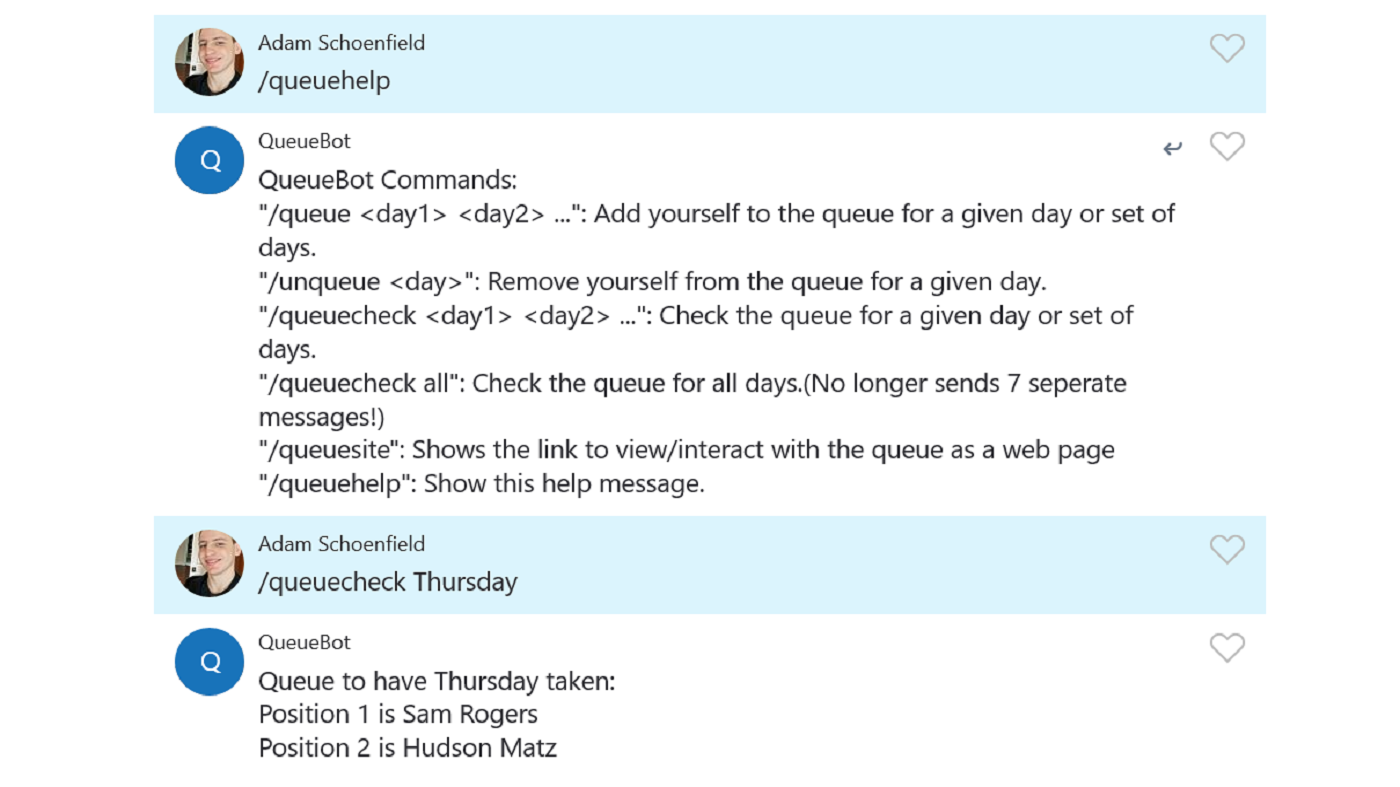 Adam Schoenfield
/queuehelp
Q
QueueBot
QueueBot Commands:
"/queue <day1> <day2> ...": Add yourself to the queue for a given day or set of
days.
"/unqueue <day>": Remove yourself from the queue for a given day.
"/queuecheck <day1> <day2> ...": Check the queue for a given day or set of
days.
"/queuecheck all": Check the queue for all days.(No longer sends 7 seperate
messages!)
"/queuesite": Shows the link to view/interact with the queue as a web page
"/queuehelp": Show this help message.
Adam Schoenfield
/queuecheck Thursday
Q
QueueBot
Queue to have Thursday taken:
Position 1 is Sam Rogers
Position 2 is Hudson Matz